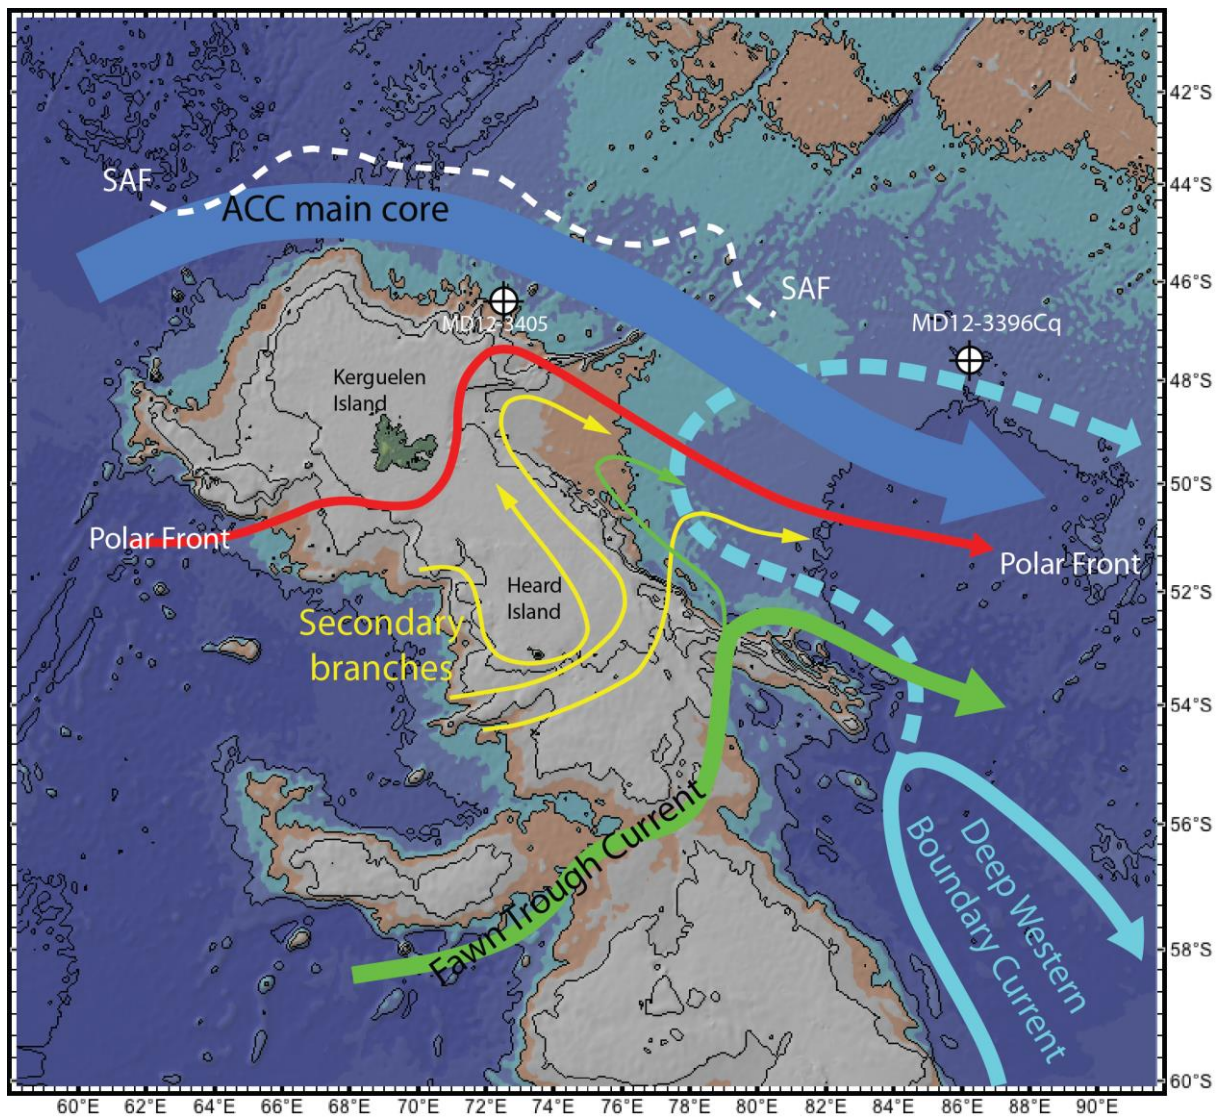 42°S
SAF
44°S
ACC main core
46°S
SAF
MD12-3405
MD12-3396Cq
Kerguelen
Island
48°S
50°S
Polar Front
Polar Front
Heard
Island
52°S
Secondary
branches
54°S
Fawn Trough Current
56°S
Deep Western
Boundary Current
58°S
60°S
60°E 62°E 64°E 66°E 68°E 70°E 72°E 74°E 76°E 78°E 80°E 82°E 84°E 86°E 88°E 90°E